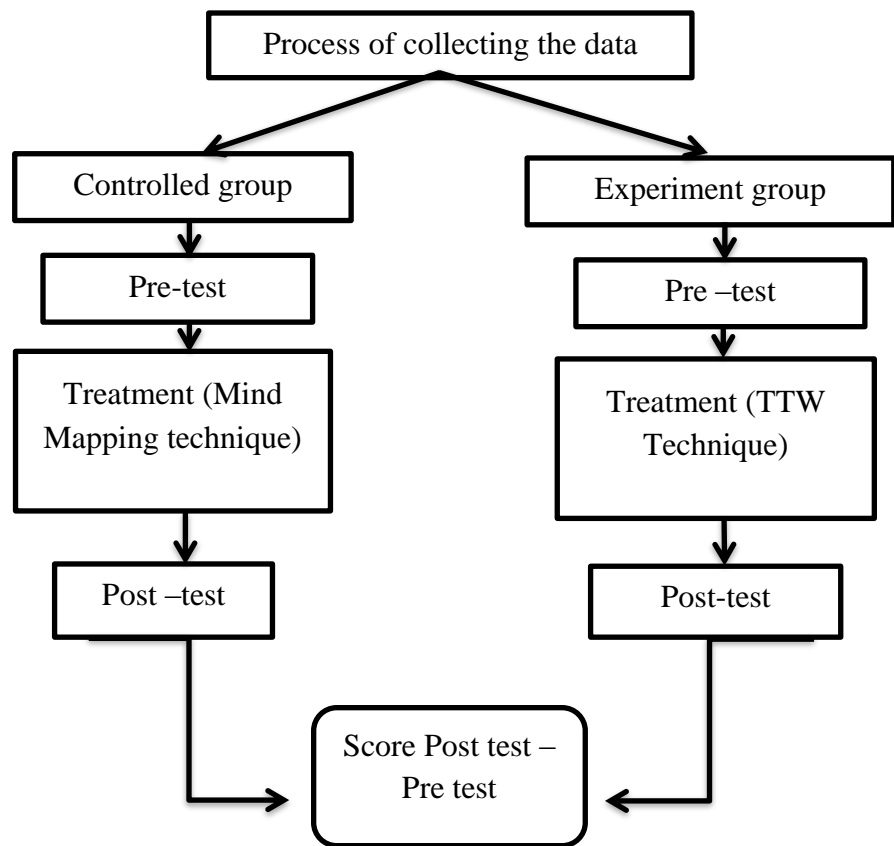 Process of collecting the data
Controlled group
Experiment group
Pre-test
Pre –test
Treatment (Mind
Mapping technique)
Treatment (TTW
Technique)
Post –test
Post-test
Score Post test –
Pre test